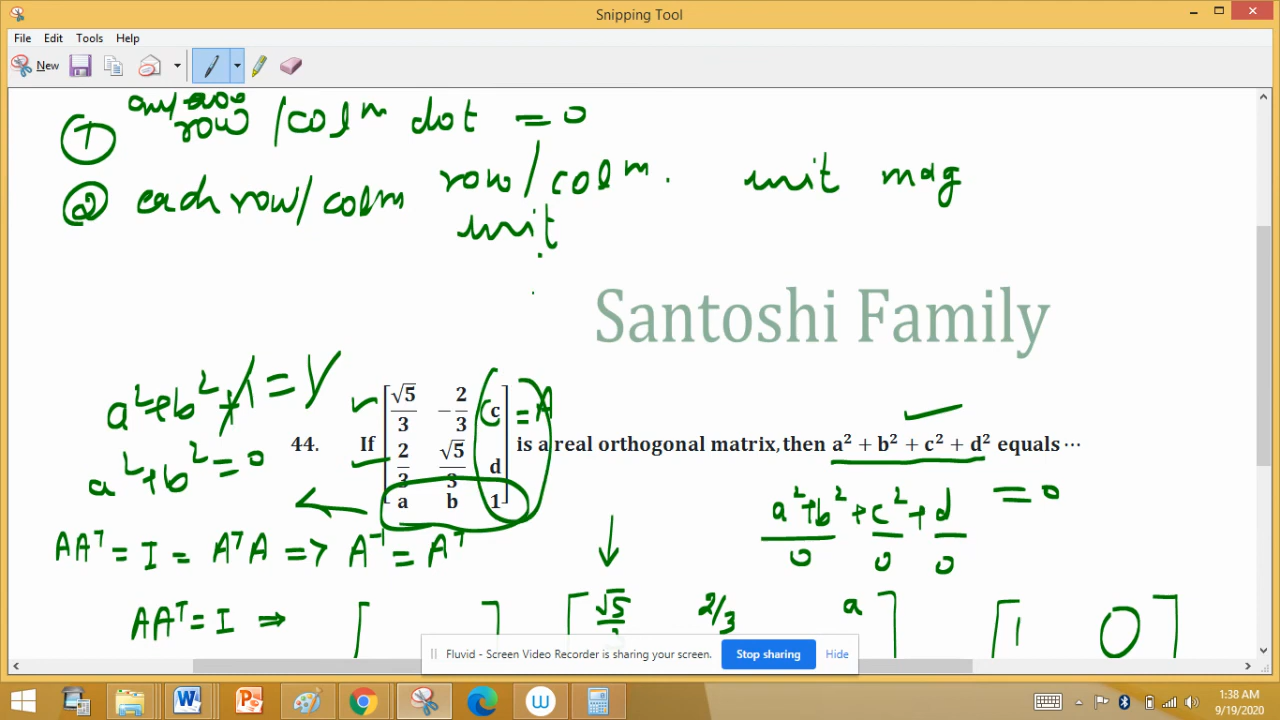 Snipping Tool
File Edit Tools Help
New
row /colm dot = 0
① 
② each row/colm row/colm. unit mag
unit
Santoshi Family
a²+b²+1=1
a²+b²=0
44. If [√5/3 -2/3 c
2/3 √5/3 d
a b 1] = A is a real orthogonal matrix, then a² + b² + c² + d² equals ⋯
a²+b²+c²+d = 0
0 0 0
AAᵀ = I = AᵀA => A⁻¹ = Aᵀ
AAᵀ = I ⇒ [ ] [√5/3 2/3 a ] [1 0 ]
Fluvid - Screen Video Recorder is sharing your screen. Stop sharing Hide
1:38 AM
9/19/2020